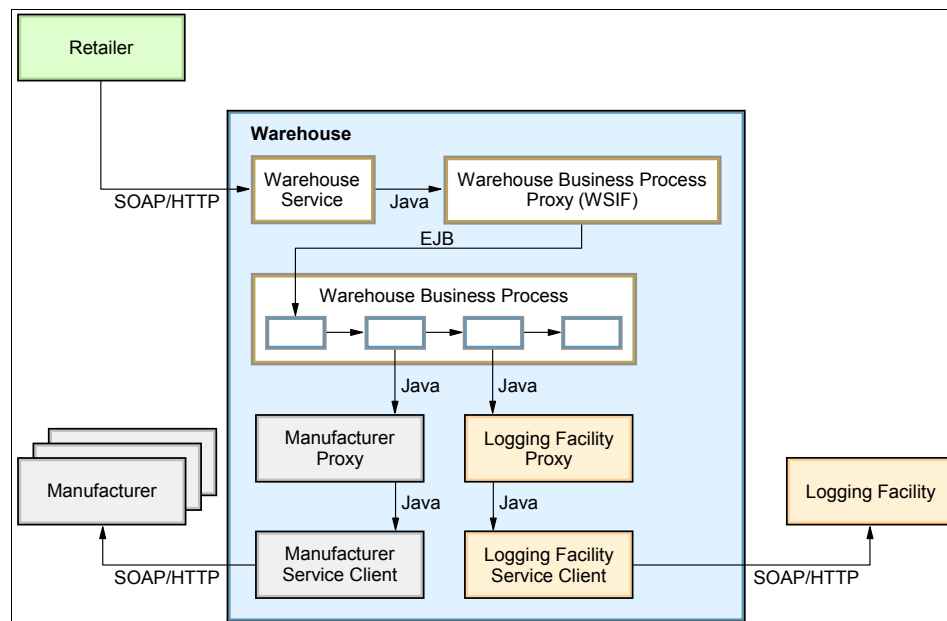 Retailer
Warehouse
SOAP/HTTP
Warehouse
Service
Java
Warehouse Business Process
Proxy (WSIF)
EJB
Warehouse Business Process
Java
Java
Manufacturer
Proxy
Logging Facility
Proxy
Manufacturer
Logging Facility
Java
Java
Manufacturer
Service Client
Logging Facility
Service Client
SOAP/HTTP
SOAP/HTTP